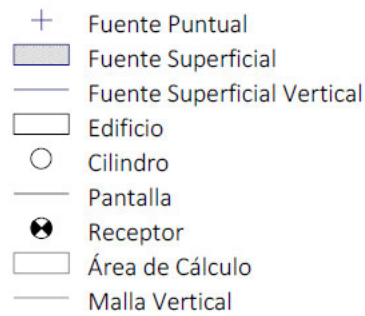 Fuente Puntual
Fuente Superficial
Fuente Superficial Vertical
Edificio
Cilindro
Pantalla
Receptor
Área de Cálculo
Malla Vertical